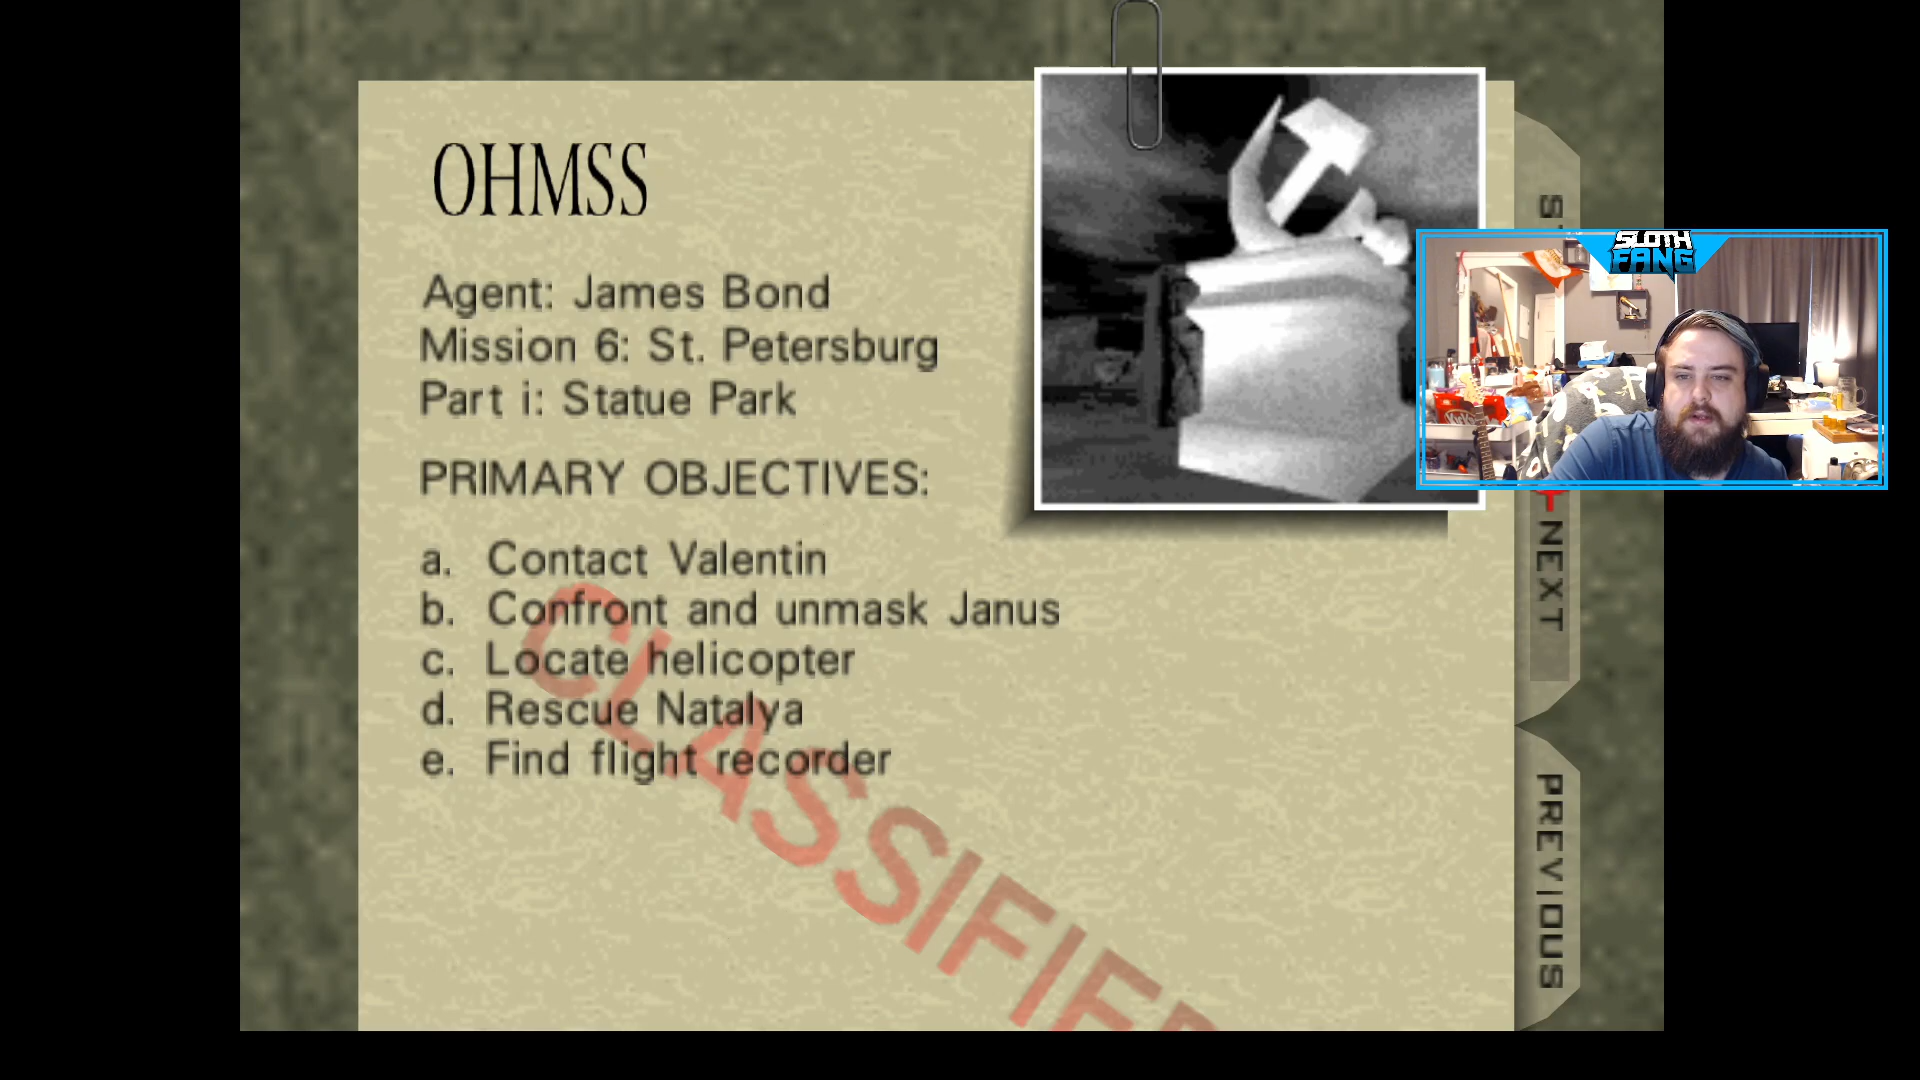 OHMSS
Agent: James Bond
Mission 6: St. Petersburg
Part i: Statue Park
PRIMARY OBJECTIVES:
a. Contact Valentin
b. Confront and unmask Janus
c. Locate helicopter
d. Rescue Natalya
e. Find flight recorder
CLASSIFIE
SLOTH
FANG
NEXT
PREVIOUS